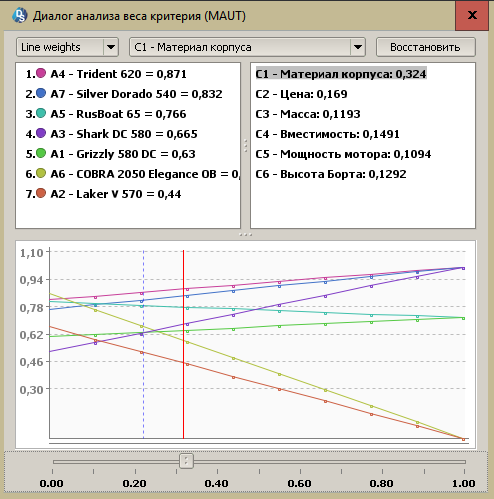 Диалог анализа веса критерия (MAUT)
Line weights
C1 - Материал корпуса
Восстановить
1. A4 - Trident 620 = 0,871
2. A7 - Silver Dorado 540 = 0,832
3. A5 - RusBoat 65 = 0,766
4. A3 - Shark DC 580 = 0,665
5. A1 - Grizzly 580 DC = 0,63
6. A6 - COBRA 2050 Elegance OB = 0,
7. A2 - Laker V 570 = 0,44
C1 - Материал корпуса: 0,324
C2 - Цена: 0,169
C3 - Масса: 0,1193
C4 - Вместимость: 0,1491
C5 - Мощность мотора: 0,1094
C6 - Высота Борта: 0,1292
1,10
0,94
0,78
0,62
0,46
0,30
0.00 0.20 0.40 0.60 0.80 1.00